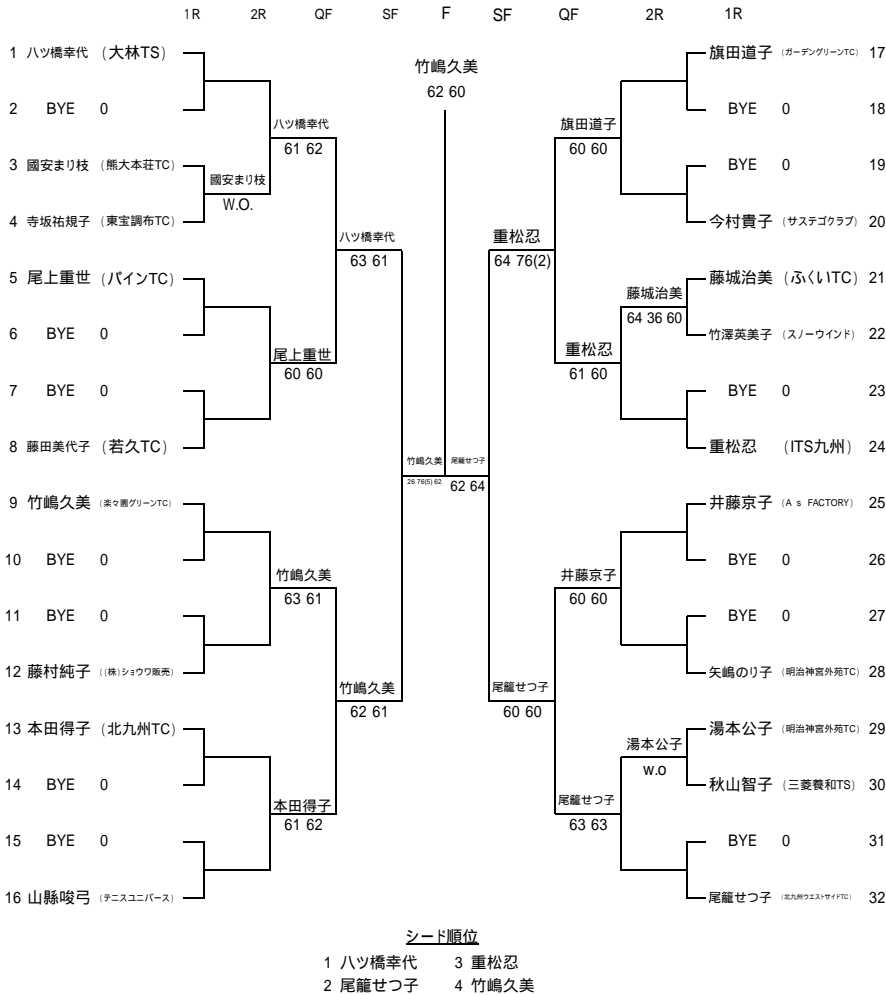 1R 2R QF SF F SF QF 2R 1R
竹嶋久美
62 60
1 八ツ橋幸代 (大林TS)
2 BYE 0
八ツ橋幸代
61 62
3 國安まり枝 (熊大本荘TC)
國安まり枝
W.O.
4 寺坂祐規子 (東宝調布TC)
八ツ橋幸代
63 61
5 尾上重世 (パインTC)
6 BYE 0
尾上重世
60 60
7 BYE 0
8 藤田美代子 (若久TC)
竹嶋久美
26 76(5) 62
9 竹嶋久美 (楽々園グリーンTC)
10 BYE 0
竹嶋久美
63 61
11 BYE 0
12 藤村純子 ((株)ショウワ販売)
竹嶋久美
62 61
13 本田得子 (北九州TC)
14 BYE 0
本田得子
61 62
15 BYE 0
16 山縣唆弓 (テニスユニバース)
旗田道子 (ガーデングリーンTC) 17
BYE 0 18
旗田道子
60 60
BYE 0 19
今村貴子 (サステゴクラブ) 20
重松忍
64 76(2)
藤城治美 (ふくいTC) 21
藤城治美
64 36 60
竹澤英美子 (スノーウインド) 22
重松忍
61 60
BYE 0 23
重松忍 (ITS九州) 24
尾籠せつ子
62 64
井藤京子 (A s FACTORY) 25
BYE 0 26
井藤京子
60 60
BYE 0 27
矢嶋のり子 (明治神宮外苑TC) 28
尾籠せつ子
60 60
湯本公子 (明治神宮外苑TC) 29
湯本公子
w.o
秋山智子 (三菱養和TS) 30
尾籠せつ子
63 63
BYE 0 31
尾籠せつ子 (北九州ウエストサイドTC) 32
シード順位
1 八ツ橋幸代 3 重松忍
2 尾籠せつ子 4 竹嶋久美